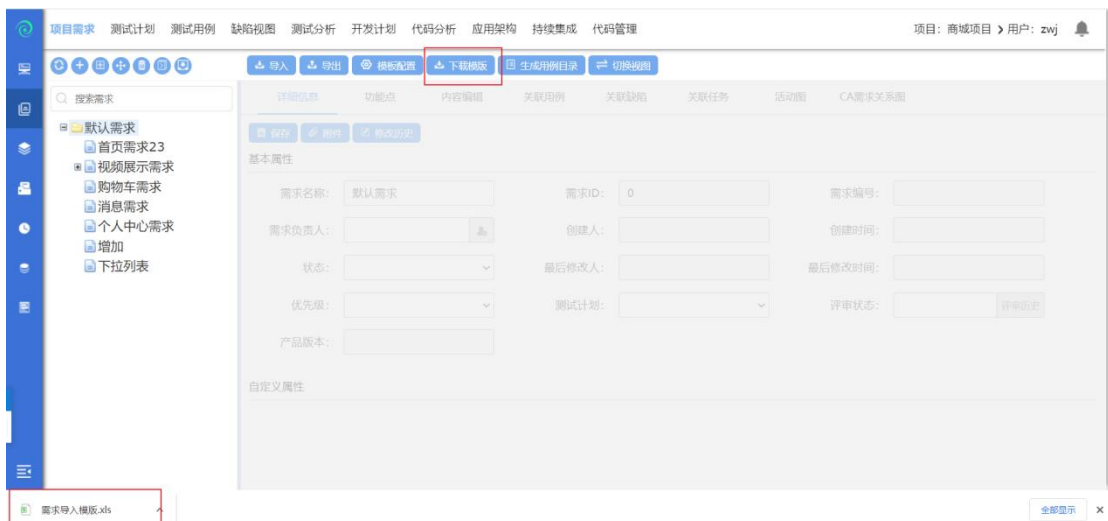 项目需求 测试计划 测试用例 缺陷视图 测试分析 开发计划 代码分析 应用架构 持续集成 代码管理 项目：商城项目 > 用户：zwj
导入 导出 模板配置 下载模版 生成用例目录 切换视图
搜索需求
默认需求
首页需求23
视频展示需求
购物车需求
消息需求
个人中心需求
增加
下拉列表
详细信息 功能点 内容编辑 关联用例 关联缺陷 关联任务 活动图 CA需求关系图
保存 附件 修改历史
基本属性
需求名称： 默认需求 需求ID： 0 需求编号：
需求负责人： 创建人： 创建时间：
状态： 最后修改人： 最后修改时间：
优先级： 测试计划： 评审状态： 评审历史
产品版本：
自定义属性
需求导入模版.xls 全部显示